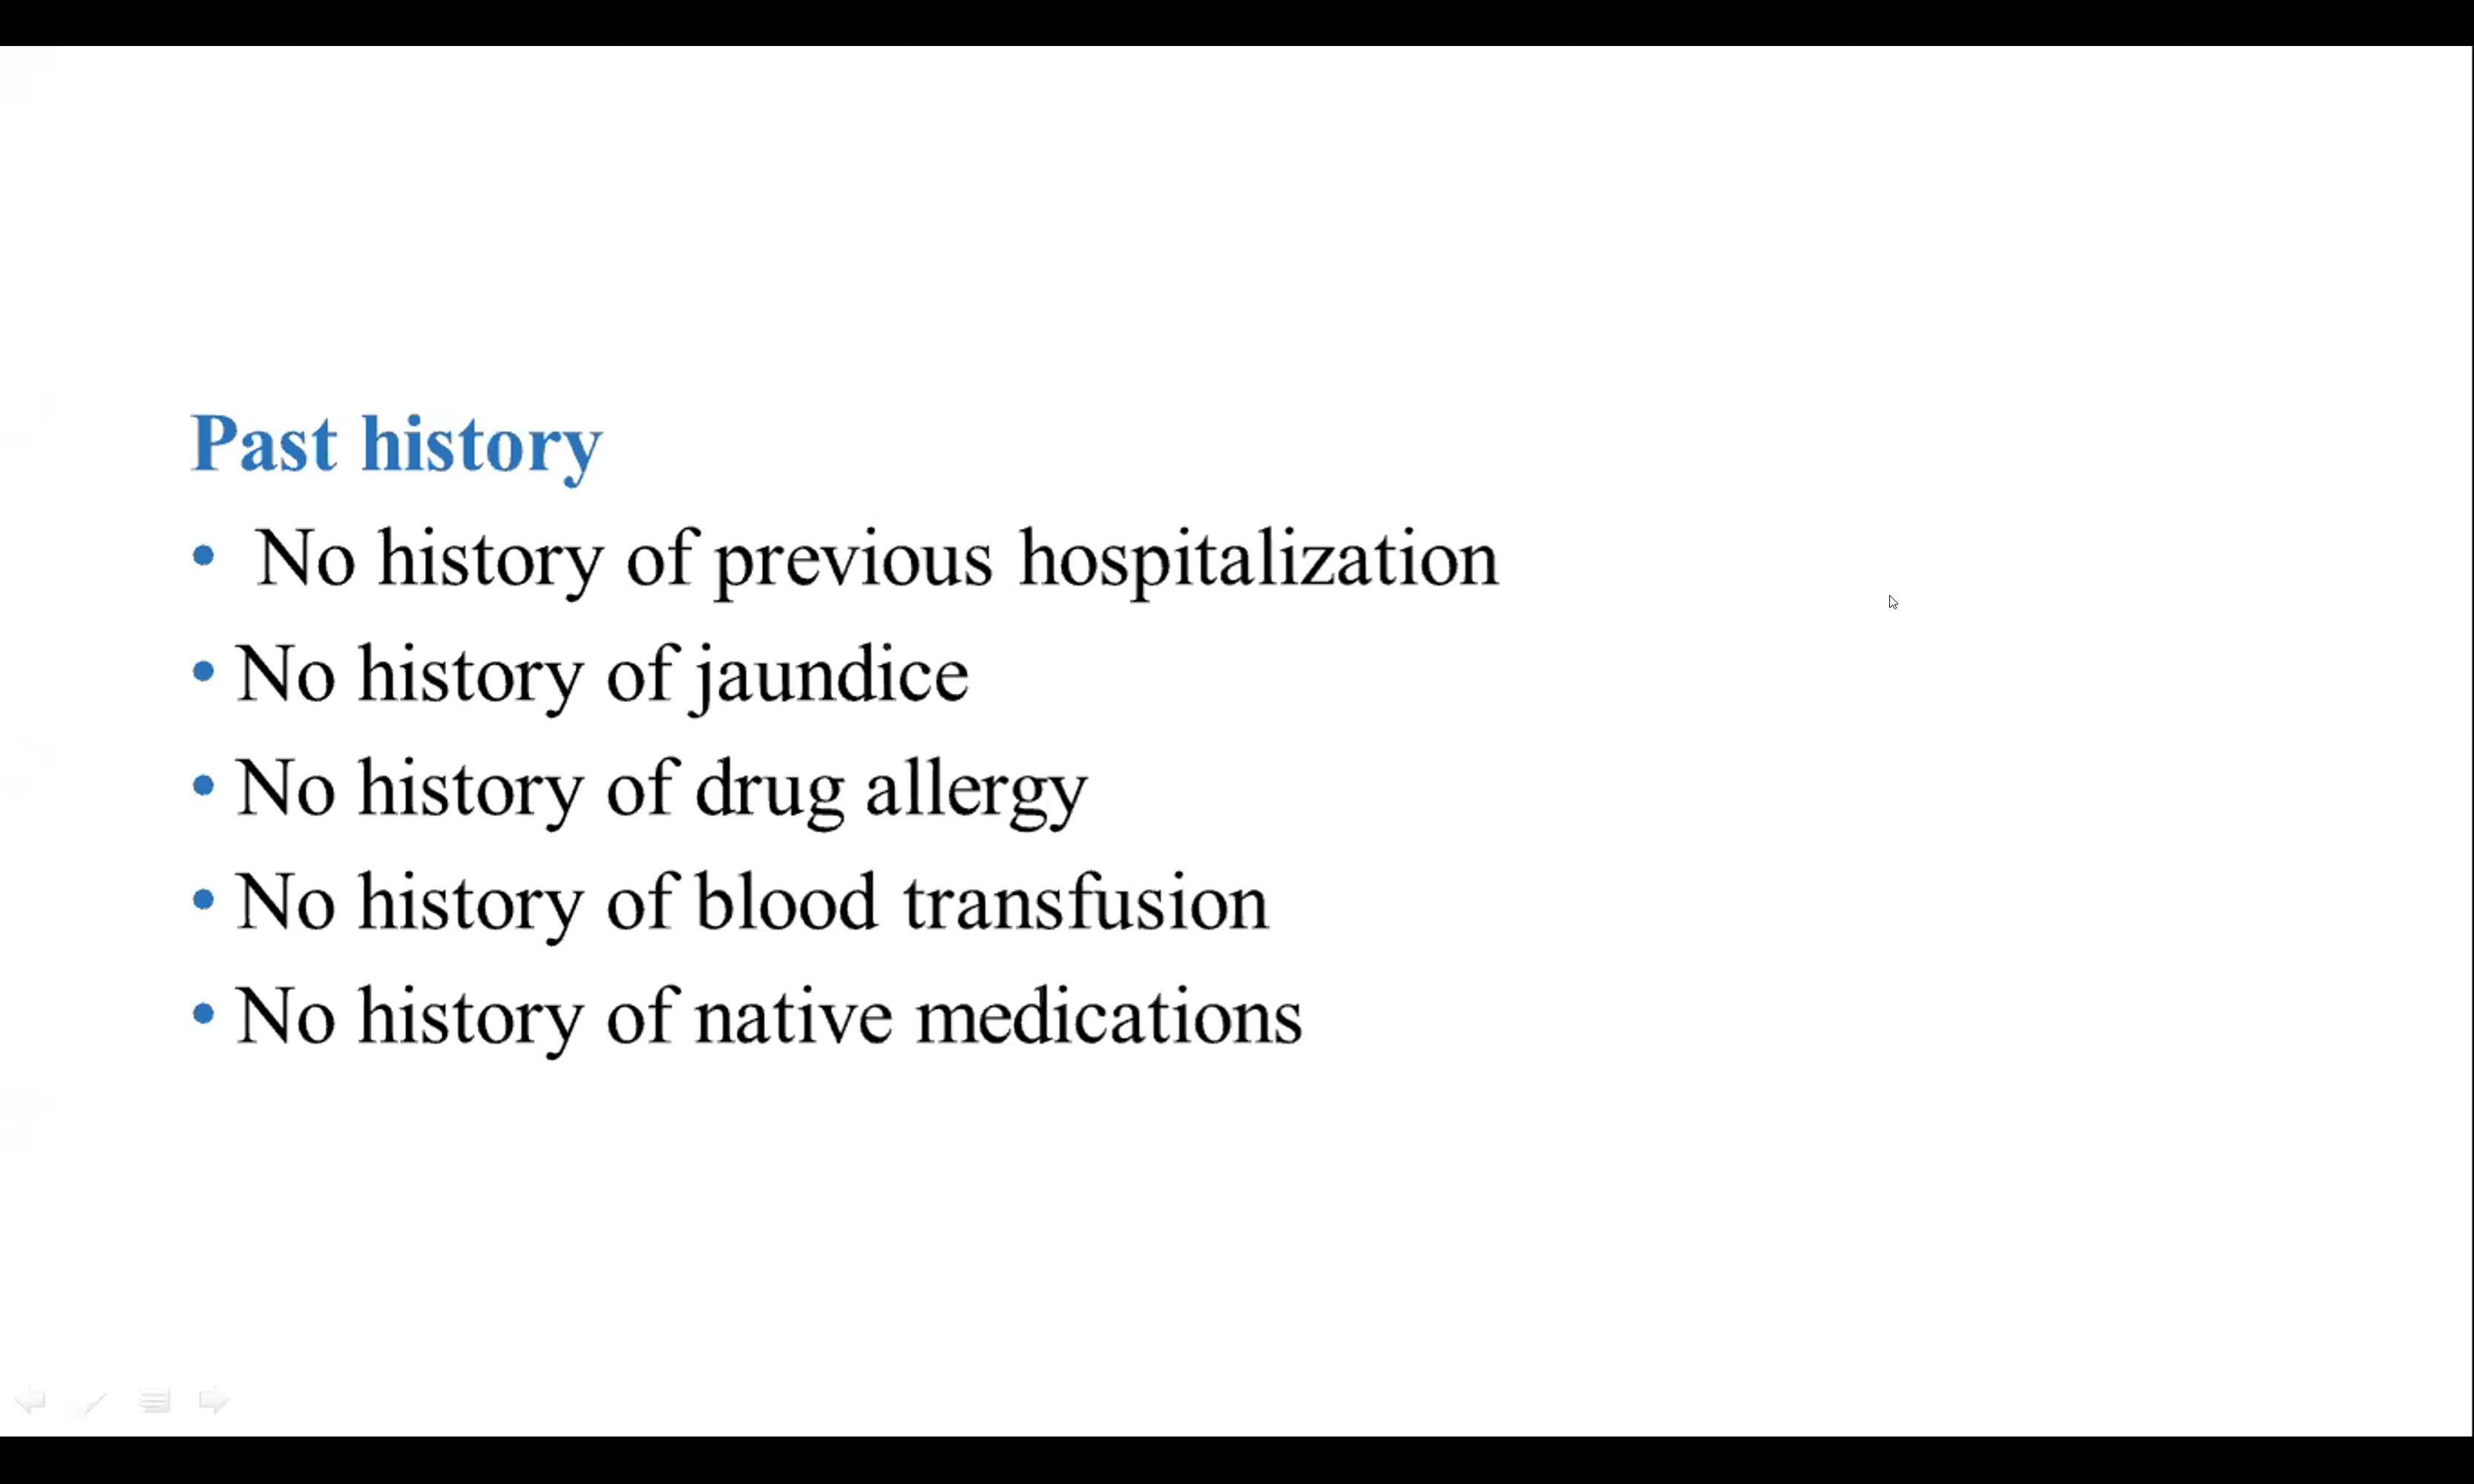 Past history
• No history of previous hospitalization
• No history of jaundice
• No history of drug allergy
• No history of blood transfusion
• No history of native medications